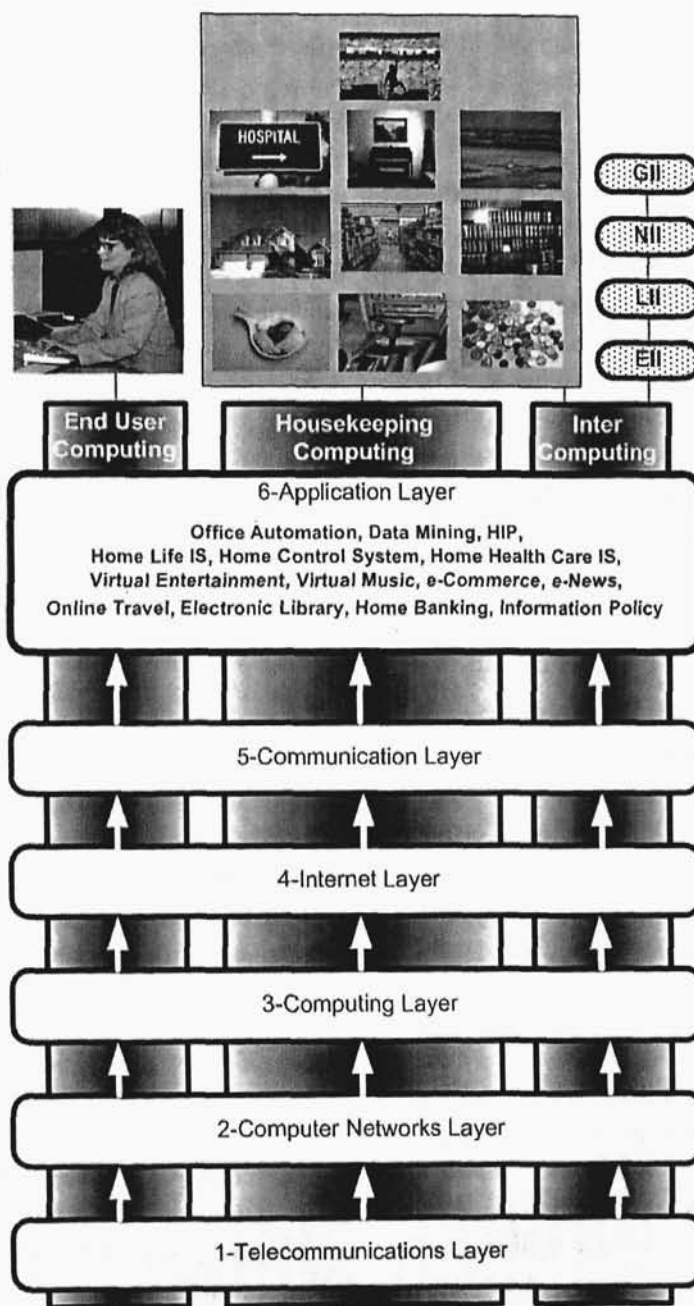 HOSPITAL
GII
NII
LII
EII
End User
Computing
Housekeeping
Computing
Inter
Computing
6-Application Layer
Office Automation, Data Mining, HIP,
Home Life IS, Home Control System, Home Health Care IS,
Virtual Entertainment, Virtual Music, e-Commerce, e-News,
Online Travel, Electronic Library, Home Banking, Information Policy
5-Communication Layer
4-Internet Layer
3-Computing Layer
2-Computer Networks Layer
1-Telecommunications Layer